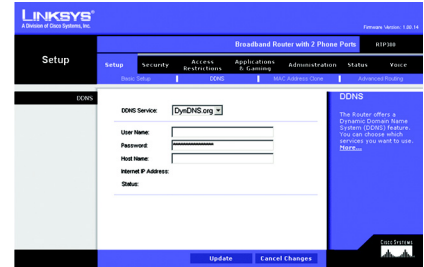 LINKSYS®
A Division of Cisco Systems, Inc.
Firmware Version: 1.00.14
Broadband Router with 2 Phone Ports
RTP300
Setup
Setup
Security
Access Restrictions
Applications & Gaming
Administration
Status
Voice
Basic Setup
DDNS
MAC Address Clone
Advanced Routing
DDNS
DDNS Service:
DynDNS.org
User Name:
Password:
Host Name:
Internet IP Address:
Status:
DDNS
The Router offers a
Dynamic Domain Name
System (DDNS) feature.
You can choose which
services you want to use.
More...
Update
Cancel Changes
CISCO SYSTEMS